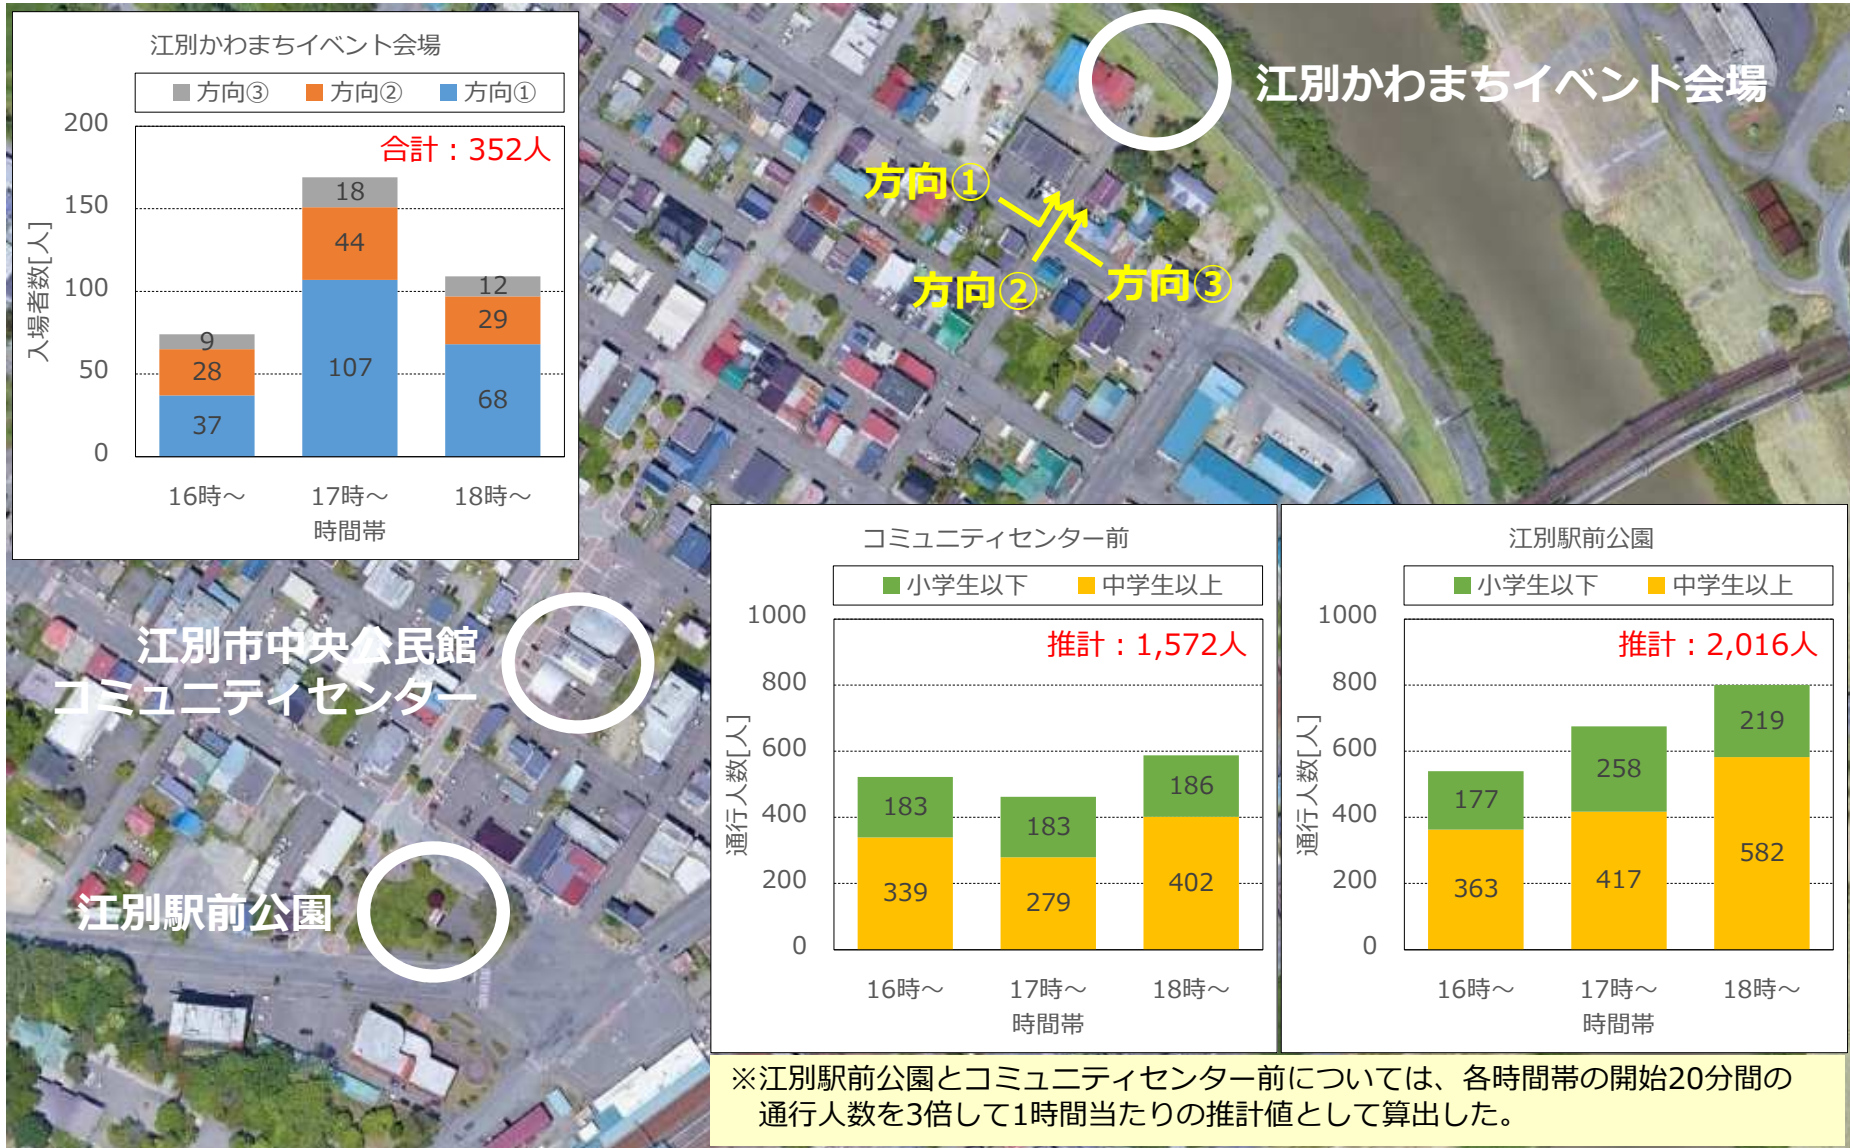 江別かわまちイベント会場
方向③ 方向② 方向①
合計：352人
入場者数[人]
200
150
100
50
0
18
44
107
9
28
37
12
29
68
16時～ 17時～ 18時～
時間帯
江別かわまちイベント会場
方向①
方向②
方向③
江別市中央公民館
コミュニティセンター
江別駅前公園
コミュニティセンター前
小学生以下 中学生以上
推計：1,572人
通行人数[人]
1000
800
600
400
200
0
183
339
183
279
186
402
16時～ 17時～ 18時～
時間帯
江別駅前公園
小学生以下 中学生以上
推計：2,016人
通行人数[人]
1000
800
600
400
200
0
177
363
258
417
219
582
16時～ 17時～ 18時～
時間帯
※江別駅前公園とコミュニティセンター前については、各時間帯の開始20分間の
通行人数を3倍して1時間当たりの推計値として算出した。